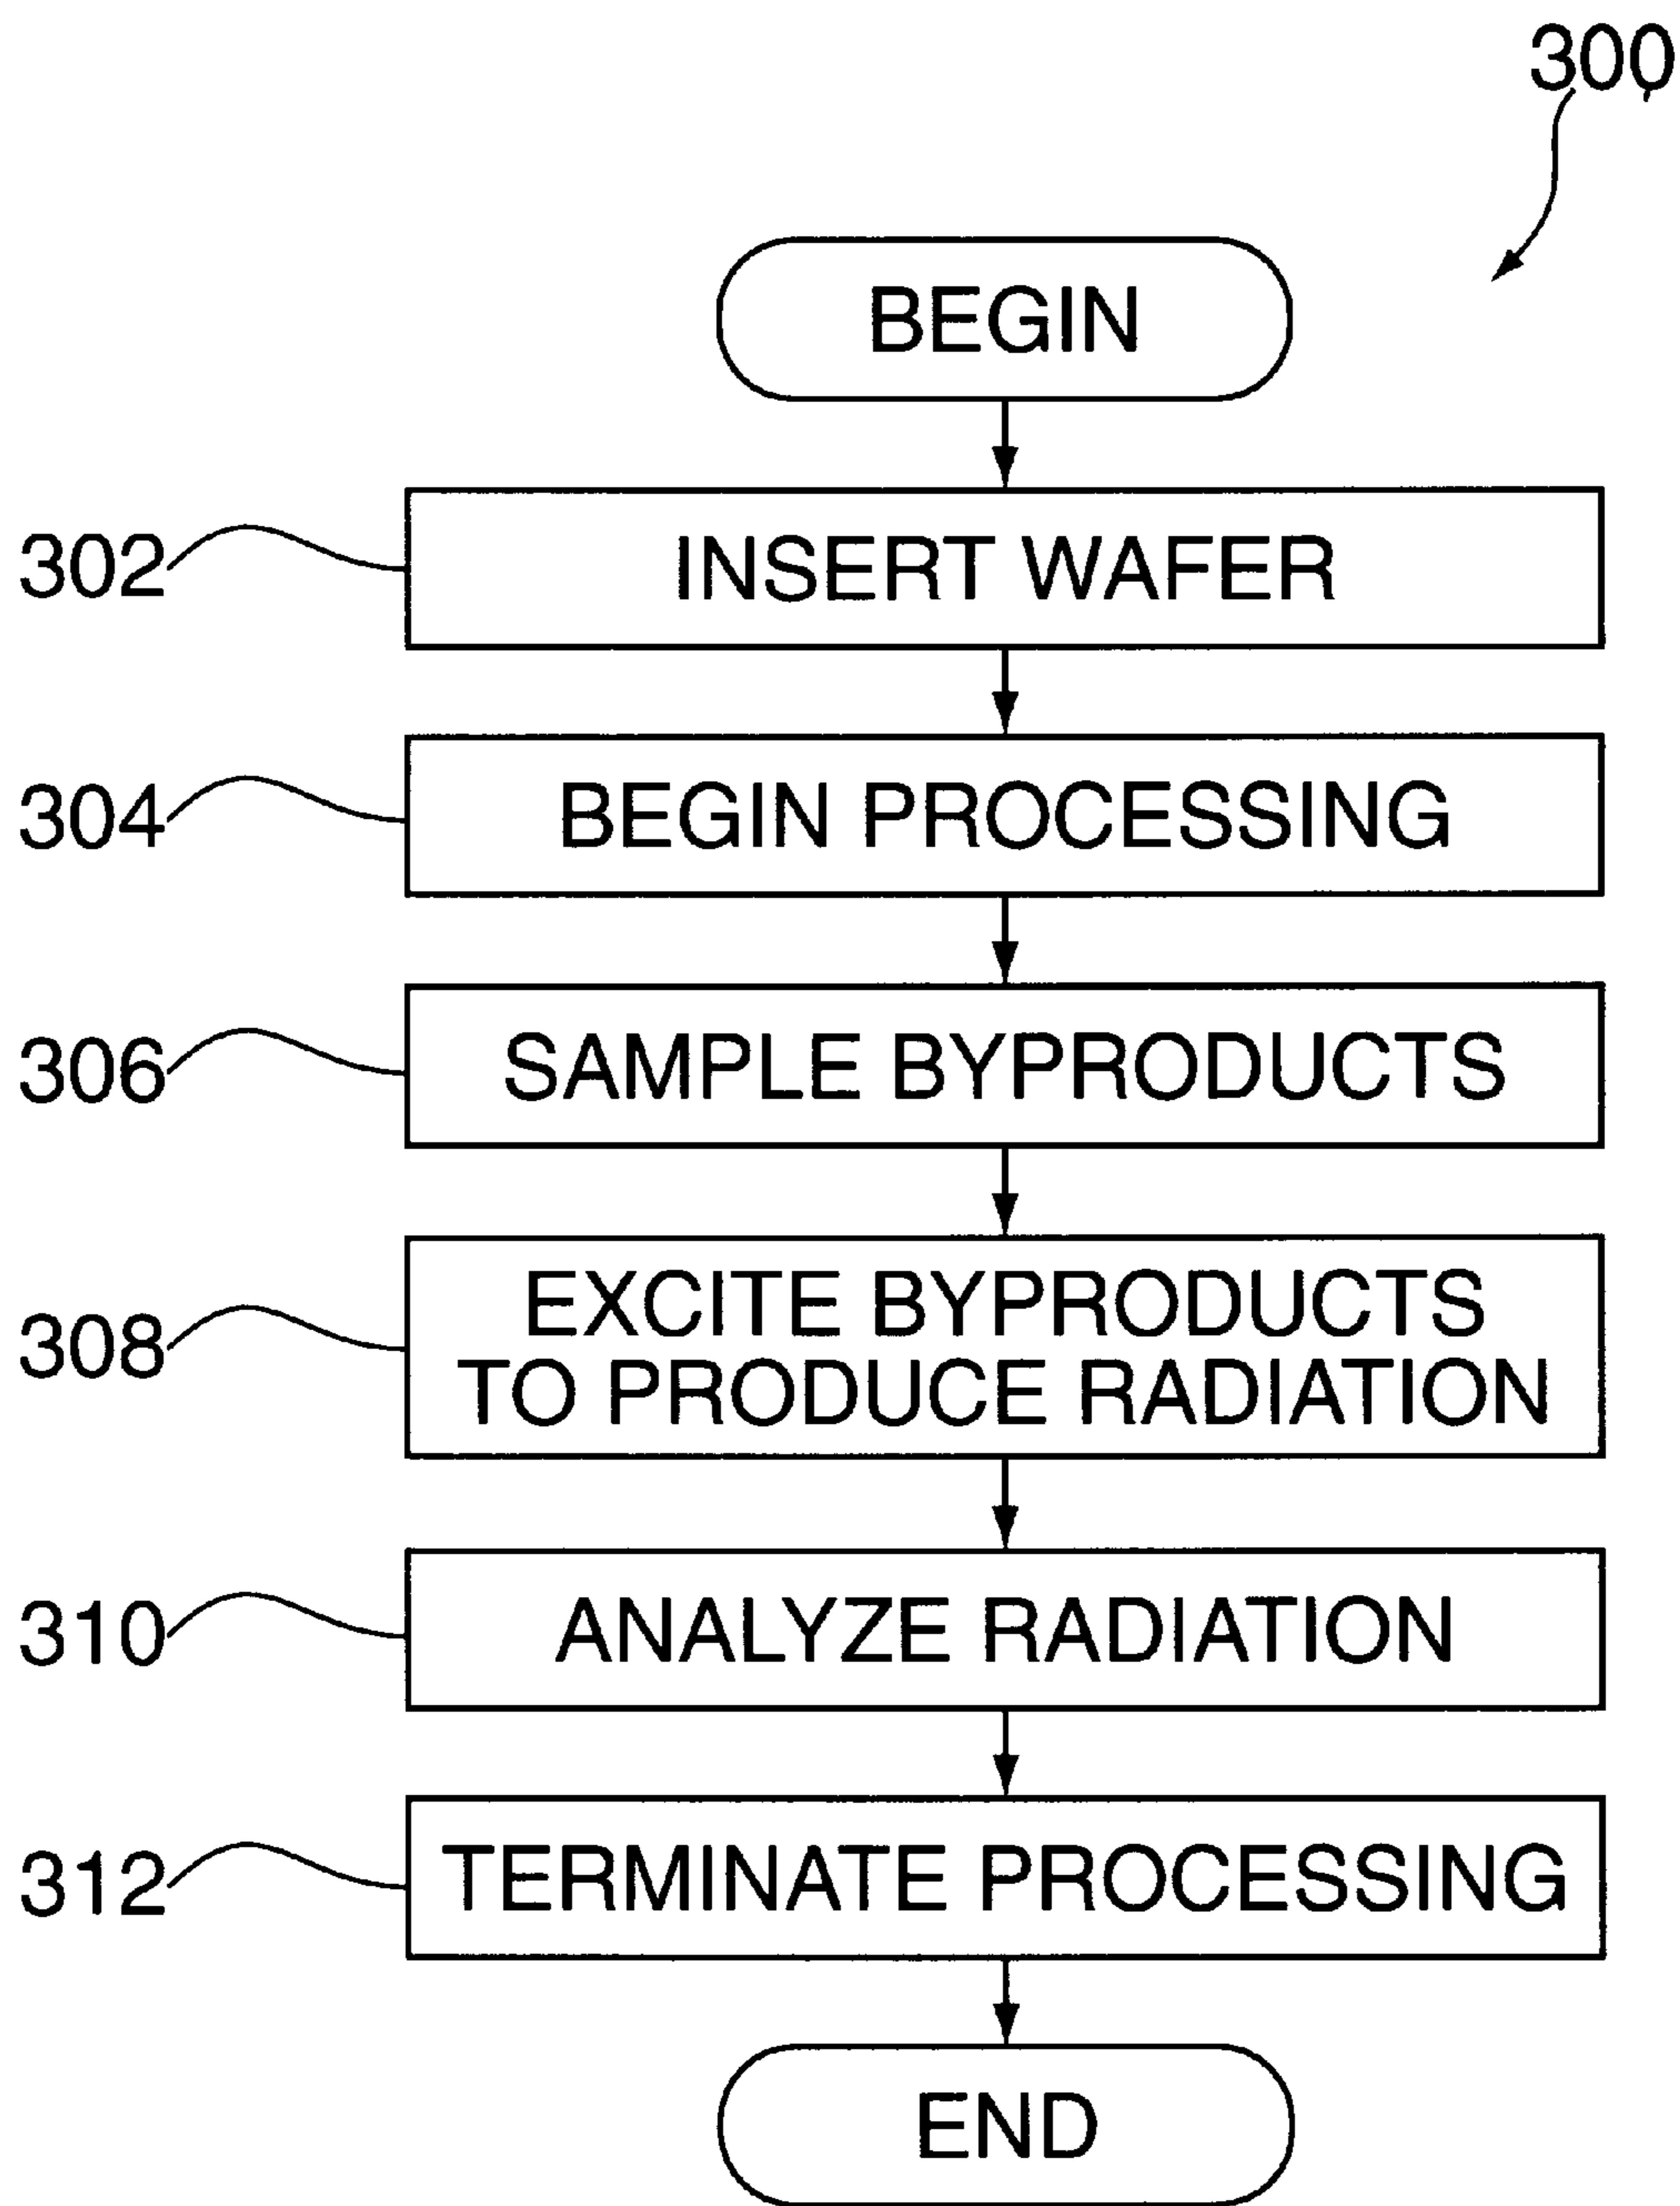 300
BEGIN
302 INSERT WAFER
304 BEGIN PROCESSING
306 SAMPLE BYPRODUCTS
308 EXCITE BYPRODUCTS
TO PRODUCE RADIATION
310 ANALYZE RADIATION
312 TERMINATE PROCESSING
END